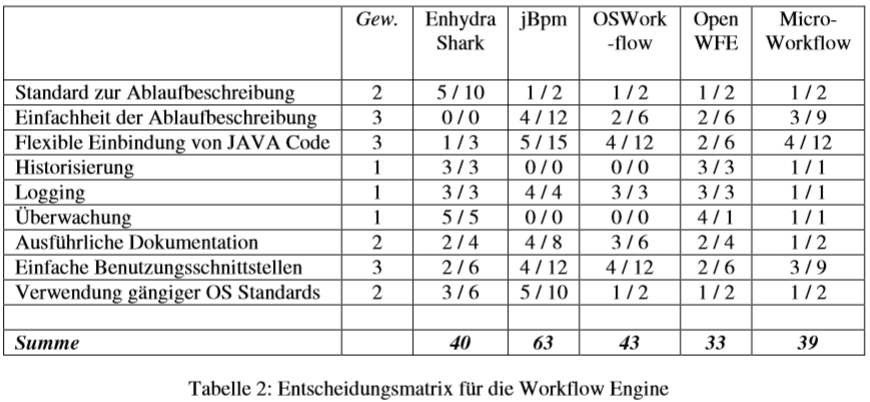 Gew. Enhydra Shark jBpm OSWork -flow Open WFE Micro- Workflow
Standard zur Ablaufbeschreibung 2 5 / 10 1 / 2 1 / 2 1 / 2 1 / 2
Einfachheit der Ablaufbeschreibung 3 0 / 0 4 / 12 2 / 6 2 / 6 3 / 9
Flexible Einbindung von JAVA Code 3 1 / 3 5 / 15 4 / 12 2 / 6 4 / 12
Historisierung 1 3 / 3 0 / 0 0 / 0 3 / 3 1 / 1
Logging 1 3 / 3 4 / 4 3 / 3 3 / 3 1 / 1
Überwachung 1 5 / 5 0 / 0 0 / 0 4 / 1 1 / 1
Ausführliche Dokumentation 2 2 / 4 4 / 8 3 / 6 2 / 4 1 / 2
Einfache Benutzungsschnittstellen 3 2 / 6 4 / 12 4 / 12 2 / 6 3 / 9
Verwendung gängiger OS Standards 2 3 / 6 5 / 10 1 / 2 1 / 2 1 / 2
Summe 40 63 43 33 39
Tabelle 2: Entscheidungsmatrix für die Workflow Engine